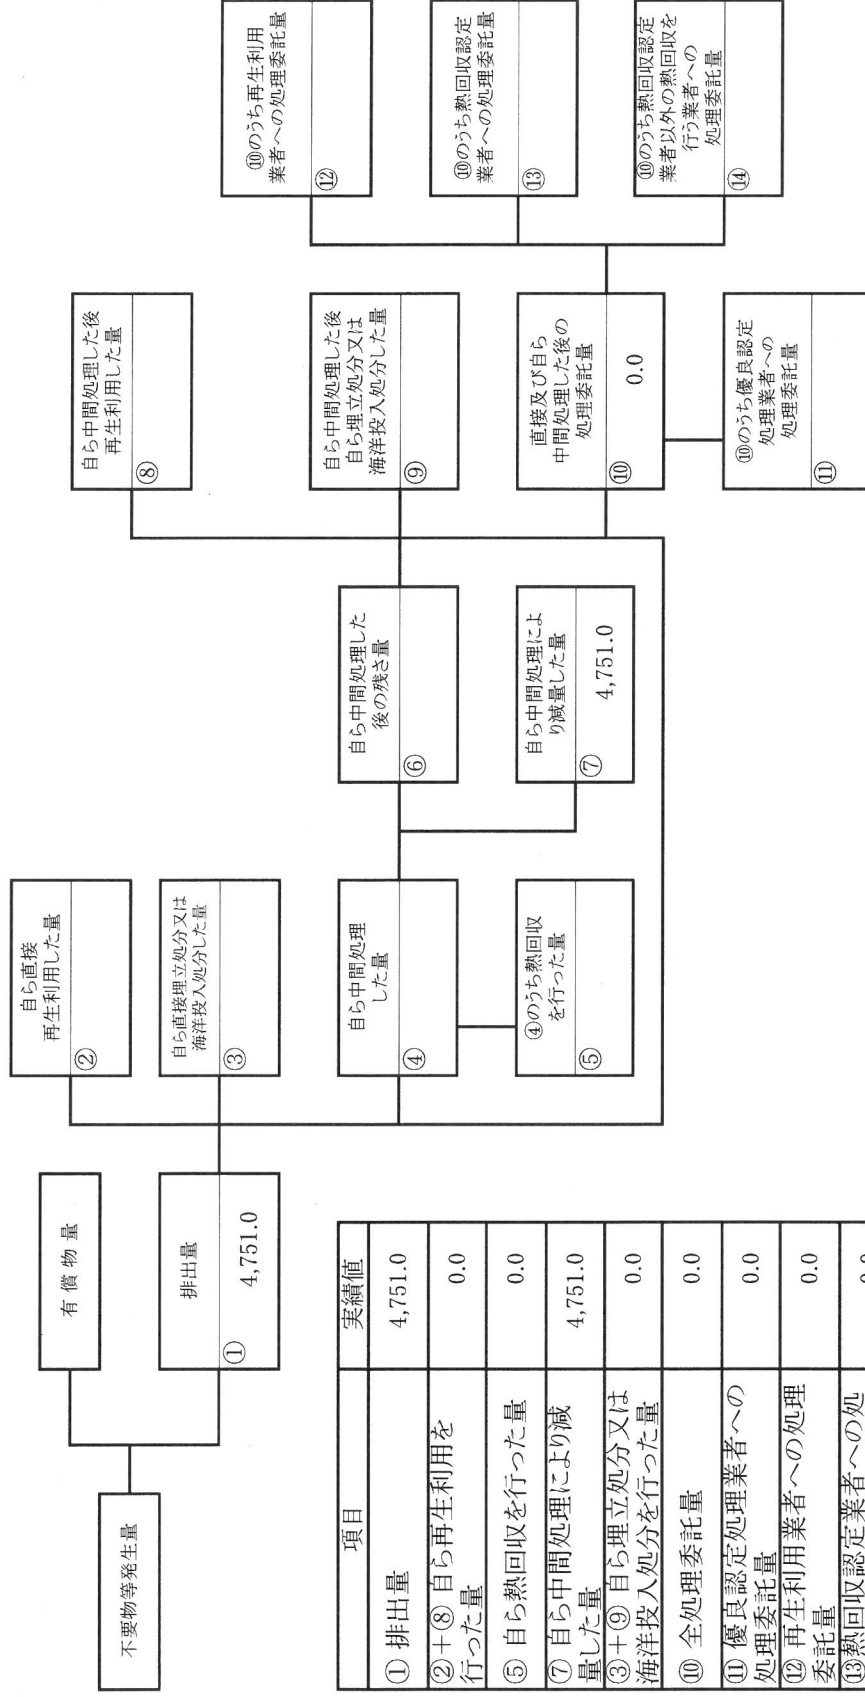 不要物等発生量
有償物量
排出量
① 4,751.0
自ら直接
再生利用した量
②
自ら直接埋立処分又は
海洋投入処分した量
③
自ら中間処理
した量
④
④のうち熱回収
を行った量
⑤
自ら中間処理した
後の残さ量
⑥
自ら中間処理によ
り減量した量
⑦ 4,751.0
自ら中間処理した後
再生利用した量
⑧
自ら中間処理した後
自ら埋立処分又は
海洋投入処分した量
⑨
直接及び自ら
中間処理した後の
処理委託量
⑩ 0.0
⑩のうち優良認定
処理業者への
処理委託量
⑪
⑩のうち再生利用
業者への処理委託量
⑫
⑩のうち熱回収認定
業者への処理委託量
⑬
⑩のうち熱回収認定
業者以外の熱回収を
行う業者への
処理委託量
⑭
項目 実績値
① 排出量 4,751.0
②+⑧ 自ら再生利用を
行った量 0.0
⑤ 自ら熱回収を行った量 0.0
⑦ 自ら中間処理により減
量した量 4,751.0
③+⑨ 自ら埋立処分又は
海洋投入処分を行った量 0.0
⑩ 全処理委託量 0.0
⑪ 優良認定処理業者への
処理委託量 0.0
⑫ 再生利用業者への処理
委託量 0.0
⑬熱回収認定業者への処